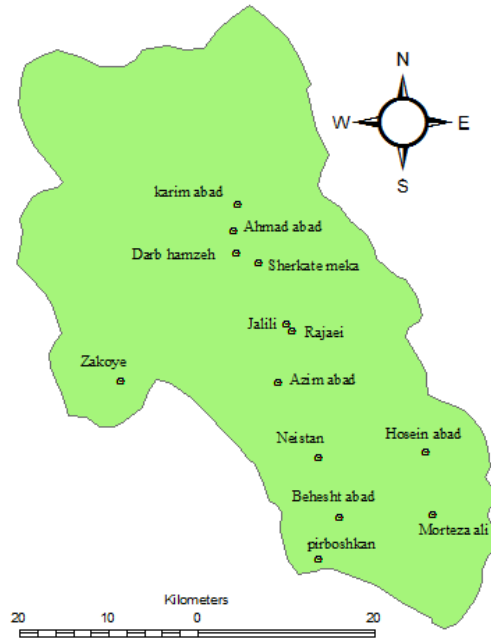 N
W E
S
karim abad
Ahmad abad
Darb hamzeh
Sherkate meka
Jalili
Rajaei
Zakoye
Azim abad
Hosein abad
Neistan
Behesht abad
Morteza ali
pirboshkan
Kilometers
20 10 0 20